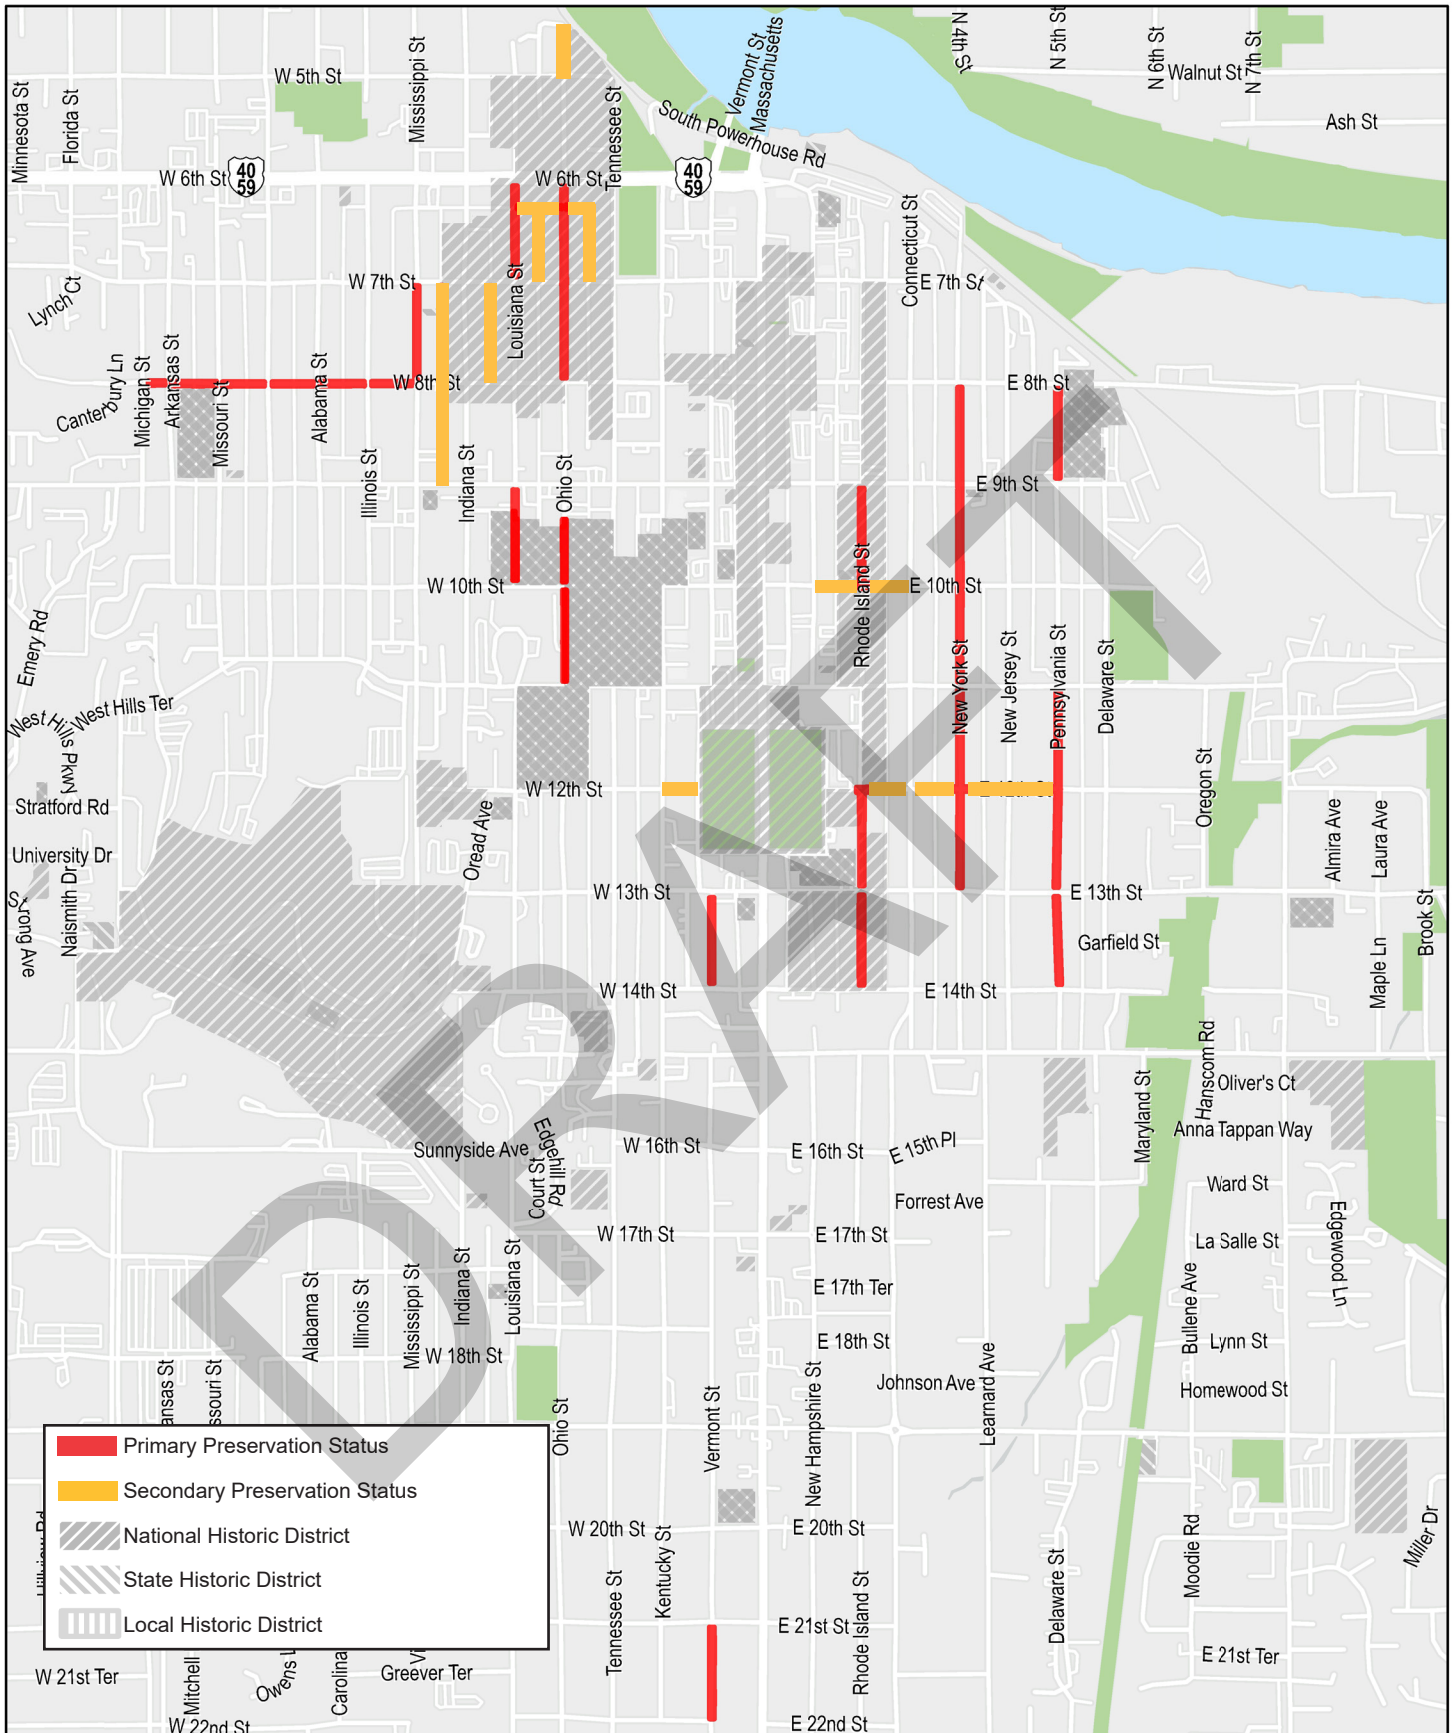 N 4th St
N 5th St
N 6th St
N 7th St
Walnut St
Ash St
Vermont St
Massachusetts
South Powerhouse Rd
W 5th St
Mississippi St
Minnesota St
Florida St
Tennessee St
W 6th St
40
59
W 6th St
40
59
Connecticut St
E 7th St
W 7th St
Lynch Ct
Louisiana St
Canterbury Ln
Michigan St
Arkansas St
Missouri St
Alabama St
W 8th St
E 8th St
Illinois St
Indiana St
Ohio St
E 9th St
W 10th St
E 10th St
Rhode Island St
New York St
New Jersey St
Pennsylvania St
Delaware St
Emery Rd
West Hills Ter
West Hills Pkwy
Stratford Rd
University Dr
Naismith Dr
Strong Ave
W 12th St
E 12th St
Oread Ave
Oregon St
Almira Ave
Laura Ave
W 13th St
E 13th St
Garfield St
Brook St
Maple Ln
W 14th St
E 14th St
Hanscom Rd
Oliver's Ct
Maryland St
Anna Tappan Way
Sunnyside Ave
Edgehill Rd
Court St
W 16th St
E 16th St
E 15th Pl
Ward St
Forrest Ave
W 17th St
E 17th St
La Salle St
Edgewood Ln
E 17th Ter
Alabama St
Illinois St
Mississippi St
Indiana St
Louisiana St
Bullene Ave
E 18th St
Lynn St
W 18th St
Johnson Ave
Learnard Ave
Homewood St
ansas St
ssouri St
Ohio St
Vermont St
New Hampshire St
DRAFT
Primary Preservation Status
Secondary Preservation Status
National Historic District
State Historic District
Local Historic District
W 20th St
Kentucky St
E 20th St
Moodie Rd
Miller Dr
Tennessee St
Rhode Island St
Delaware St
E 21st St
E 21st Ter
W 21st Ter
Mitchell
Owens
Carolina
Greever Ter
W 22nd St
E 22nd St